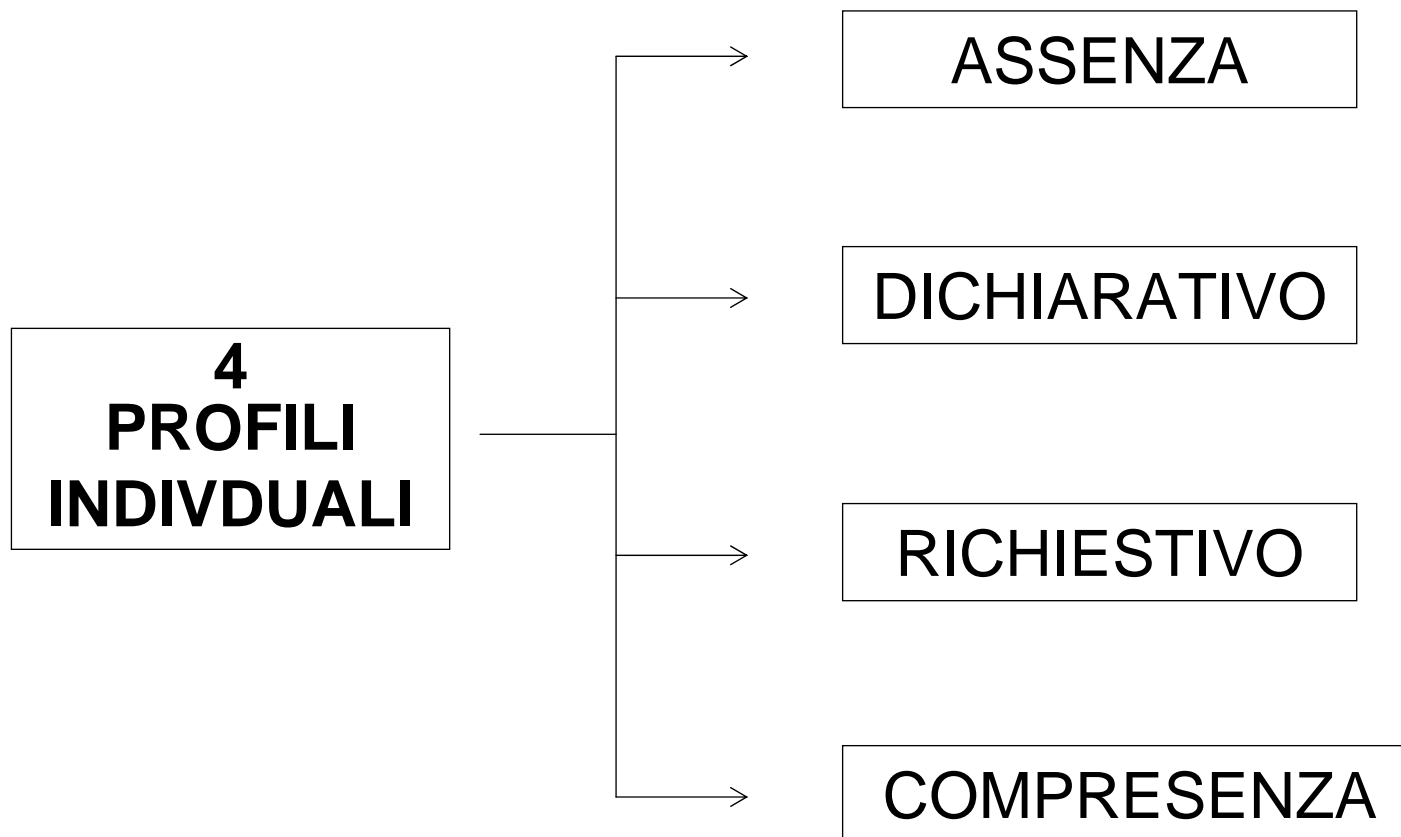 4
PROFILI
INDIVDUALI
ASSENZA
DICHIARATIVO
RICHIESTIVO
COMPRESENZA